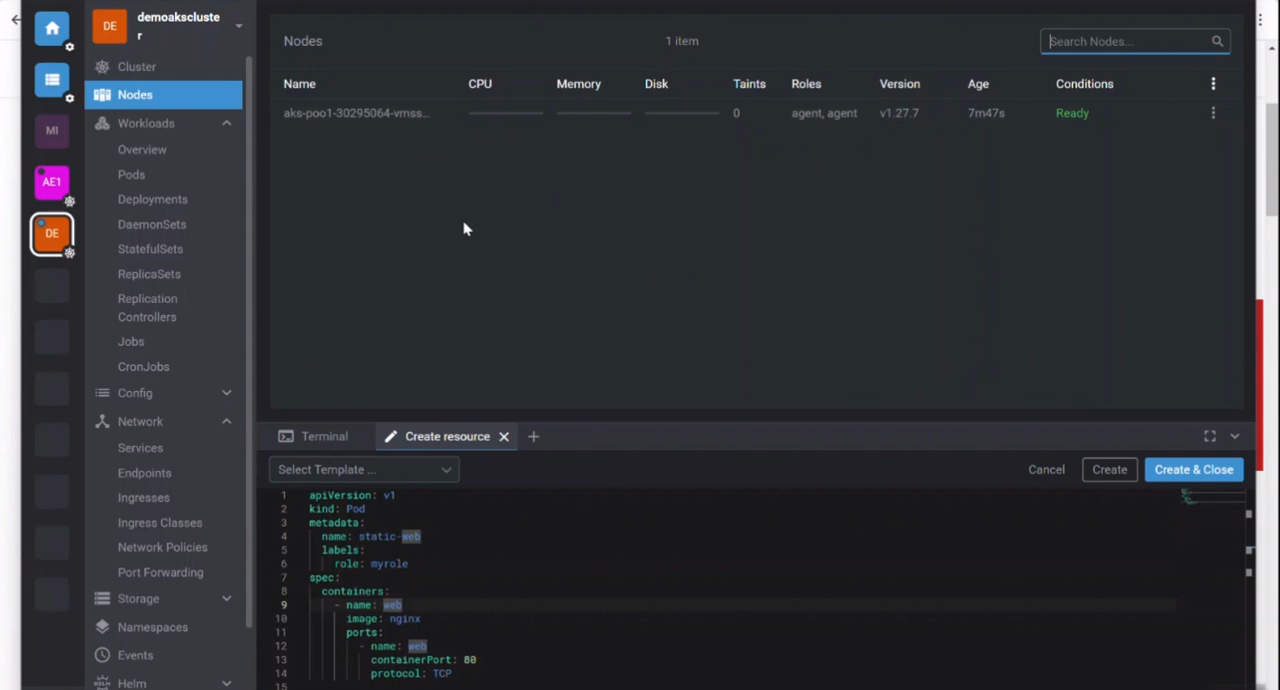 DE
demoakscluste
r
Cluster
Nodes
Workloads
Overview
Pods
Deployments
DaemonSets
StatefulSets
ReplicaSets
Replication
Controllers
Jobs
CronJobs
Config
Network
Services
Endpoints
Ingresses
Ingress Classes
Network Policies
Port Forwarding
Storage
Namespaces
Events
Helm
MI
AE1
DE
Nodes
1 item
Search Nodes...
Name CPU Memory Disk Taints Roles Version Age Conditions
aks-poo1-30295064-vmss... 0 agent, agent v1.27.7 7m47s Ready
Terminal
Create resource
Select Template ...
Cancel
Create
Create & Close
1 apiVersion: v1
2 kind: Pod
3 metadata:
4 name: static-web
5 labels:
6 role: myrole
7 spec:
8 containers:
9 - name: web
10 image: nginx
11 ports:
12 - name: web
13 containerPort: 80
14 protocol: TCP
15